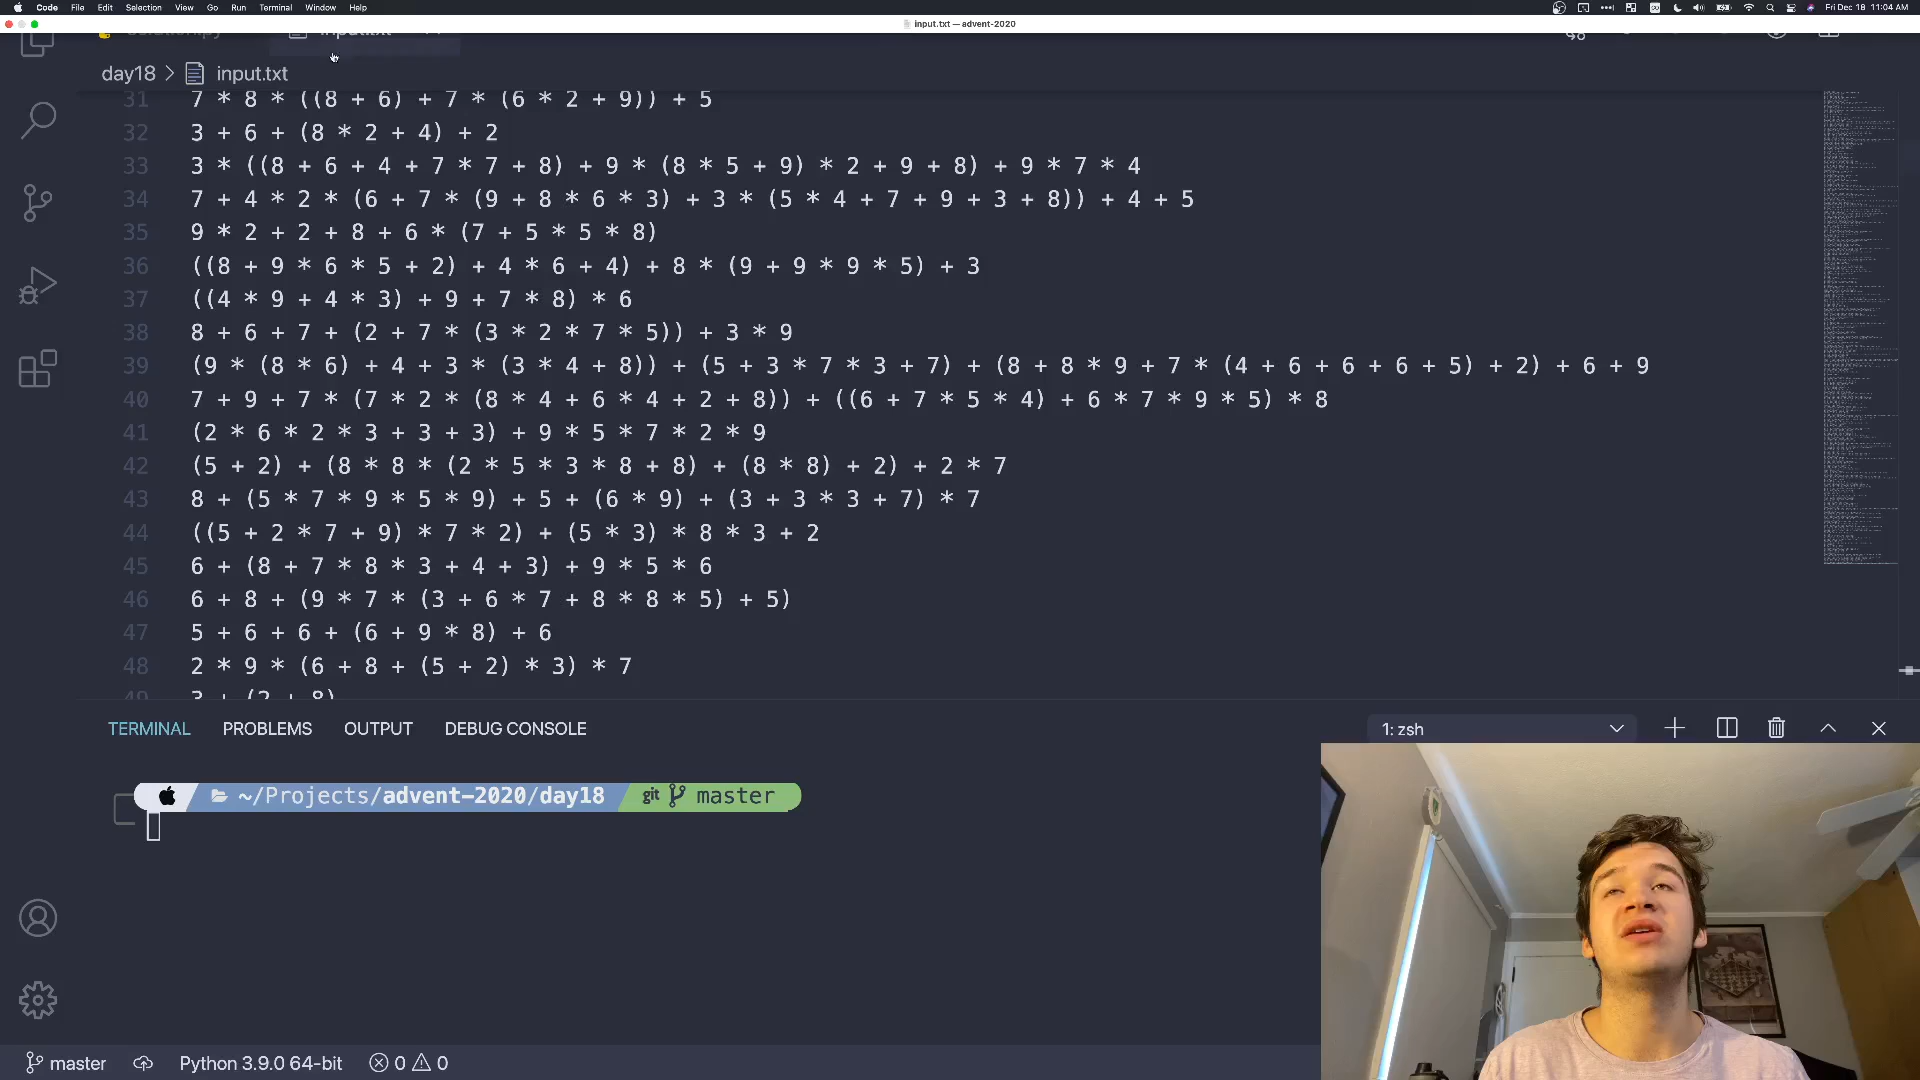 Code File Edit Selection View Go Run Terminal Window Help Fri Dec 18 11:04 AM
input.txt — advent-2020
solution.py input.txt
day18 > input.txt
31 7 * 8 * ((8 + 6) + 7 * (6 * 2 + 9)) + 5
32 3 + 6 + (8 * 2 + 4) + 2
33 3 * ((8 + 6 + 4 + 7 * 7 + 8) + 9 * (8 * 5 + 9) * 2 + 9 + 8) + 9 * 7 * 4
34 7 + 4 * 2 * (6 + 7 * (9 + 8 * 6 * 3) + 3 * (5 * 4 + 7 + 9 + 3 + 8)) + 4 + 5
35 9 * 2 + 2 + 8 + 6 * (7 + 5 * 5 * 8)
36 ((8 + 9 * 6 * 5 + 2) + 4 * 6 + 4) + 8 * (9 + 9 * 9 * 5) + 3
37 ((4 * 9 + 4 * 3) + 9 + 7 * 8) * 6
38 8 + 6 + 7 + (2 + 7 * (3 * 2 * 7 * 5)) + 3 * 9
39 (9 * (8 * 6) + 4 + 3 * (3 * 4 + 8)) + (5 + 3 * 7 * 3 + 7) + (8 + 8 * 9 + 7 * (4 + 6 + 6 + 6 + 5) + 2) + 6 + 9
40 7 + 9 + 7 * (7 * 2 * (8 * 4 + 6 * 4 + 2 + 8)) + ((6 + 7 * 5 * 4) + 6 * 7 * 9 * 5) * 8
41 (2 * 6 * 2 * 3 + 3 + 3) + 9 * 5 * 7 * 2 * 9
42 (5 + 2) + (8 * 8 * (2 * 5 * 3 * 8 + 8) + (8 * 8) + 2) + 2 * 7
43 8 + (5 * 7 * 9 * 5 * 9) + 5 + (6 * 9) + (3 + 3 * 3 + 7) * 7
44 ((5 + 2 * 7 + 9) * 7 * 2) + (5 * 3) * 8 * 3 + 2
45 6 + (8 + 7 * 8 * 3 + 4 + 3) + 9 * 5 * 6
46 6 + 8 + (9 * 7 * (3 + 6 * 7 + 8 * 8 * 5) + 5)
47 5 + 6 + 6 + (6 + 9 * 8) + 6
48 2 * 9 * (6 + 8 + (5 + 2) * 3) * 7
49 3 + (2 + 8)
TERMINAL PROBLEMS OUTPUT DEBUG CONSOLE 1: zsh
~/Projects/advent-2020/day18 git master
master Python 3.9.0 64-bit 0 0